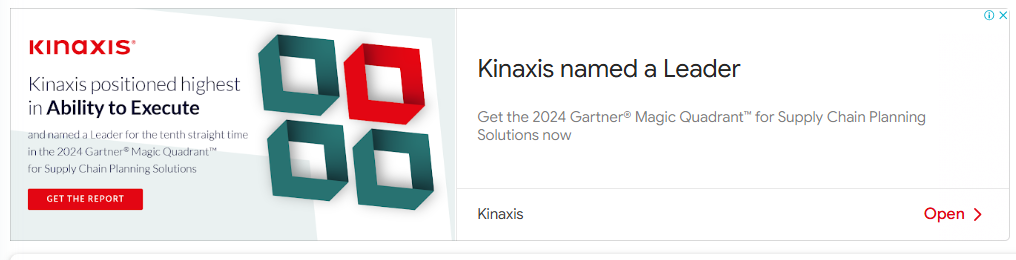 KINAXIS®
Kinaxis positioned highest
in Ability to Execute
and named a Leader for the tenth straight time
in the 2024 Gartner® Magic Quadrant™
for Supply Chain Planning Solutions
GET THE REPORT
Kinaxis named a Leader
Get the 2024 Gartner® Magic Quadrant™ for Supply Chain Planning
Solutions now
Kinaxis
Open